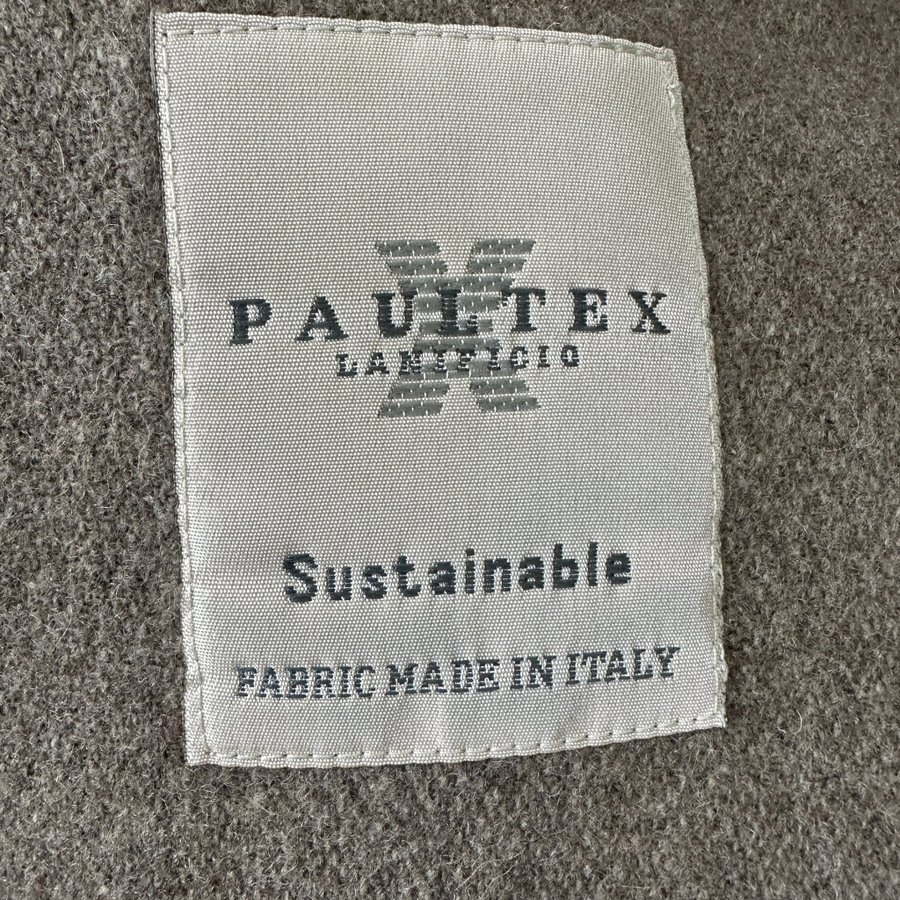 PAULTEX
LANIFICIO
Sustainable
FABRIC MADE IN ITALY